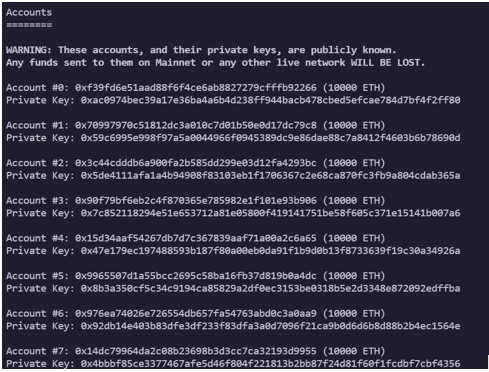 Accounts
========
WARNING: These accounts, and their private keys, are publicly known.
Any funds sent to them on Mainnet or any other live network WILL BE LOST.
Account #0: 0xf39fd6e51aad88f6f4ce6ab8827279cfffb92266 (10000 ETH)
Private Key: 0xac0974bec39a17e36ba4a6b4d238ff944bacb478cbed5efcae784d7bf4f2ff80
Account #1: 0x70997970c51812dc3a010c7d01b50e0d17dc79c8 (10000 ETH)
Private Key: 0x59c6995e998f97a5a0044966f0945389dc9e86dae88c7a8412f4603b6b78690d
Account #2: 0x3c44cdddb6a900fa2b585dd299e03d12fa4293bc (10000 ETH)
Private Key: 0x5de4111afa1a4b94908f83103eb1f1706367c2e68ca870fc3fb9a804cdab365a
Account #3: 0x90f79bf6eb2c4f870365e785982e1f101e93b906 (10000 ETH)
Private Key: 0x7c852118294e51e653712a81e05800f419141751be58f605c371e15141b007a6
Account #4: 0x15d34aaf54267db7d7c367839aaf71a00a2c6a65 (10000 ETH)
Private Key: 0x47e179ec197488593b187f80a00eb0da91f1b9d0b13f8733639f19c30a34926a
Account #5: 0x9965507d1a55bcc2695c58ba16fb37d819b0a4dc (10000 ETH)
Private Key: 0x8b3a350cf5c34c9194ca85829a2df0ec3153be0318b5e2d3348e872092edffba
Account #6: 0x976ea74026e726554db657fa54763abd0c3a0aa9 (10000 ETH)
Private Key: 0x92db14e403b83dfe3df233f83dfa3a0d7096f21ca9b0d6d6b8d88b2b4ec1564e
Account #7: 0x14dc79964da2c08b23698b3d3cc7ca32193d9955 (10000 ETH)
Private Key: 0x4bbbf85ce3377467afe5d46f804f221813b2bb87f24d81f60f1fcdbf7cbf4356